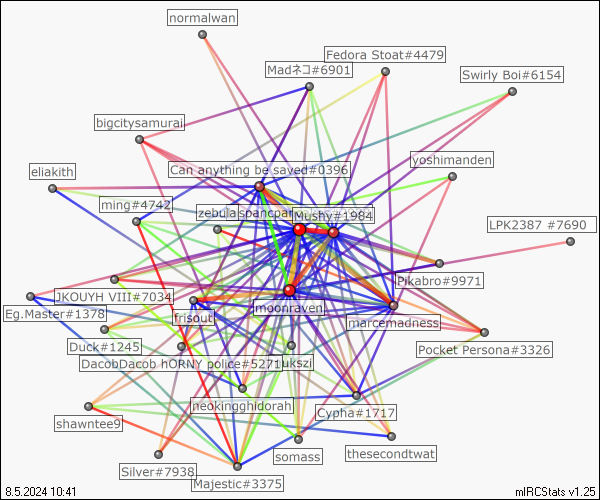 normalwan
Fedora Stoat#4479
Madネコ#6901
Swirly Boi#6154
bigcitysamurai
yoshimanden
Can anything be saved#0396
eliakith
ming#4742
zebulaispancpar
Mushy#1984
LPK2387 #7690
Pikabro#9971
JKOUYH VIII#7034
moonraven
Eg.Master#1378
frisout
marcemadness
Duck#1245
Pocket Persona#3326
DacobDacob hORNY police#5271
ukszi
neokingghidorah
Cypha#1717
shawntee9
thesecondtwat
somass
Silver#7938
Majestic#3375
8.5.2024 10:41
mIRCStats v1.25